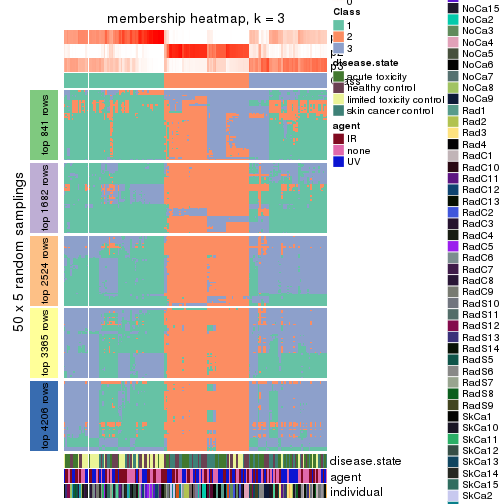 membership heatmap, k = 3
50 x 5 random samplings
top 841 rows
top 1682 rows
top 2524 rows
top 3365 rows
top 4206 rows
disease.state
agent
individual
0
Class
1
2
3
disease.state
acute toxicity
healthy control
limited toxicity control
skin cancer control
agent
IR
none
UV
NoCa15
NoCa2
NoCa3
NoCa4
NoCa5
NoCa6
NoCa7
NoCa8
NoCa9
Rad1
Rad2
Rad3
Rad4
RadC1
RadC10
RadC11
RadC12
RadC13
RadC2
RadC3
RadC4
RadC5
RadC6
RadC7
RadC8
RadC9
RadS10
RadS11
RadS12
RadS13
RadS14
RadS5
RadS6
RadS7
RadS8
RadS9
SkCa1
SkCa10
SkCa11
SkCa12
SkCa13
SkCa14
SkCa15
SkCa2